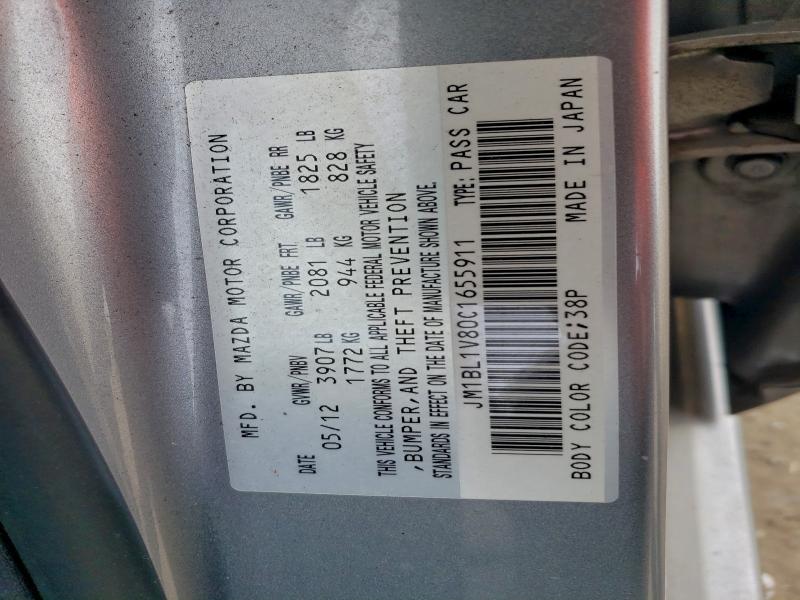 MFD. BY MAZDA MOTOR CORPORATION
DATE GVWR/PNBV GAWR/PNBE FRT GAWR/PNBE RR
05/12 3907 LB 2081 LB 1825 LB
1772 KG 944 KG 828 KG
THIS VEHICLE CONFORMS TO ALL APPLICABLE FEDERAL MOTOR VEHICLE SAFETY
,BUMPER,AND THEFT PREVENTION
STANDARDS IN EFFECT ON THE DATE OF MANUFACTURE SHOWN ABOVE.
JM1BL1V80C1655911 TYPE: PASS CAR
BODY COLOR CODE;38P MADE IN JAPAN